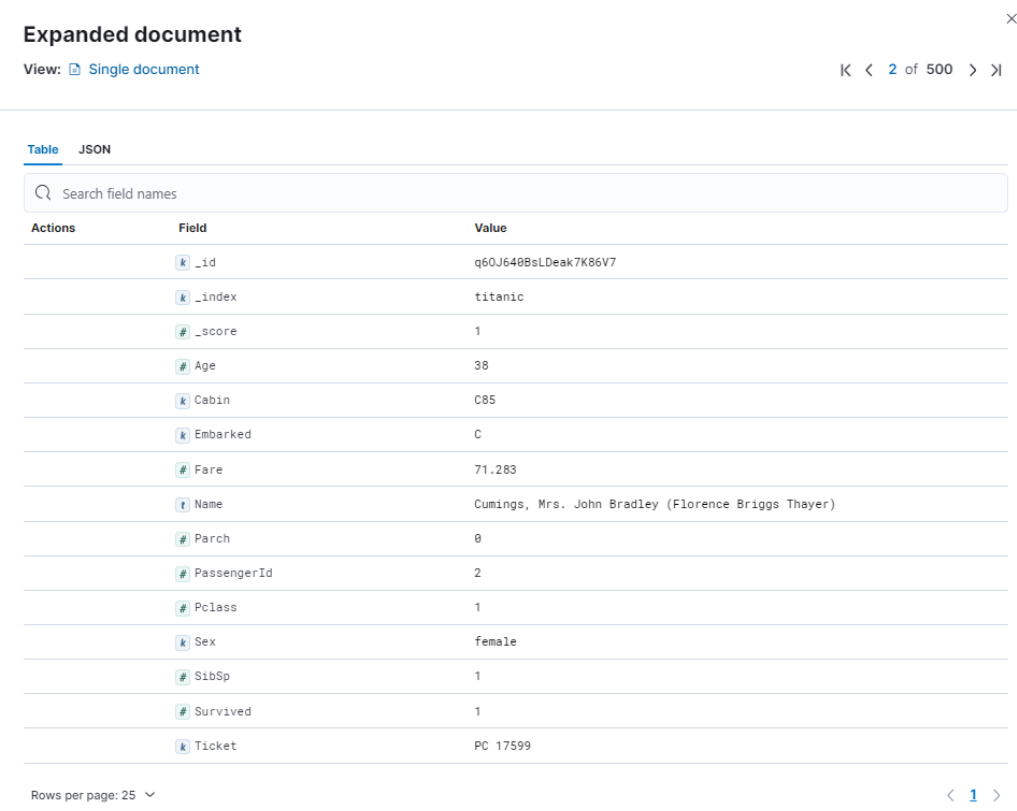 Expanded document
View: Single document
2 of 500
Table JSON
Search field names
Actions Field Value
k _id q6OJ640BsLDeak7K86V7
k _index titanic
# _score 1
# Age 38
k Cabin C85
k Embarked C
# Fare 71.283
t Name Cumings, Mrs. John Bradley (Florence Briggs Thayer)
# Parch 0
# PassengerId 2
# Pclass 1
k Sex female
# SibSp 1
# Survived 1
k Ticket PC 17599
Rows per page: 25 1